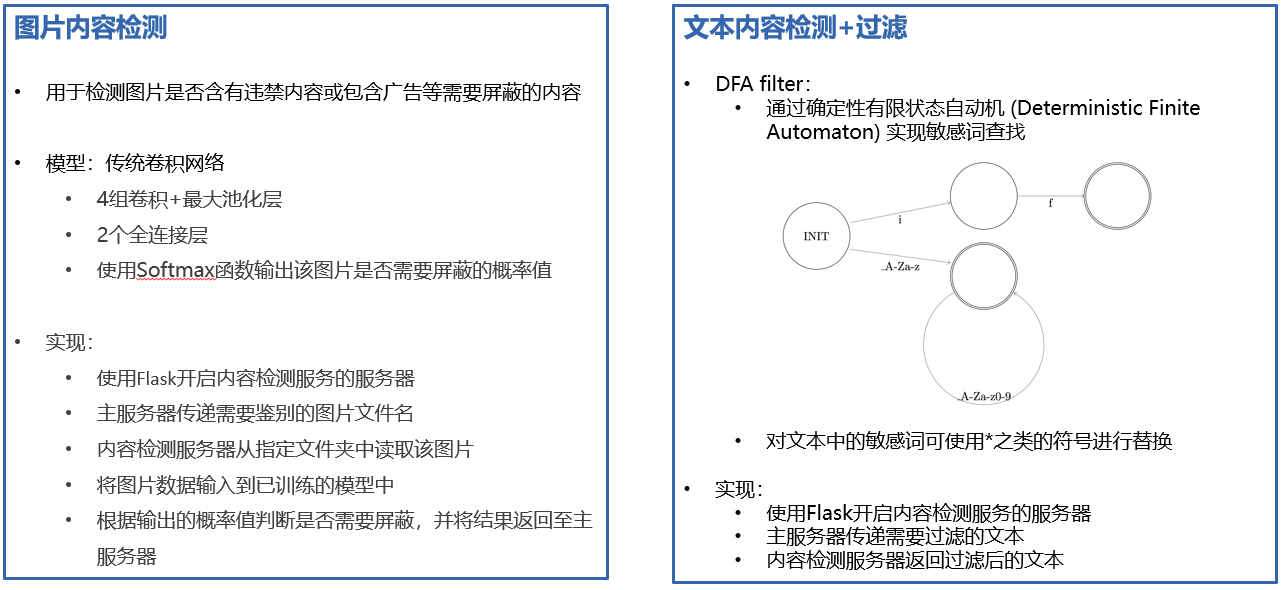 图片内容检测
• 用于检测图片是否含有违禁内容或包含广告等需要屏蔽的内容
• 模型：传统卷积网络
• 4组卷积+最大池化层
• 2个全连接层
• 使用Softmax函数输出该图片是否需要屏蔽的概率值
• 实现：
• 使用Flask开启内容检测服务的服务器
• 主服务器传递需要鉴别的图片文件名
• 内容检测服务器从指定文件夹中读取该图片
• 将图片数据输入到已训练的模型中
• 根据输出的概率值判断是否需要屏蔽，并将结果返回至主
服务器
文本内容检测+过滤
• DFA filter：
• 通过确定性有限状态自动机 (Deterministic Finite
Automaton) 实现敏感词查找
INIT
i
f
_A-Za-z
_A-Za-z0-9
• 对文本中的敏感词可使用*之类的符号进行替换
• 实现：
• 使用Flask开启内容检测服务的服务器
• 主服务器传递需要过滤的文本
• 内容检测服务器返回过滤后的文本